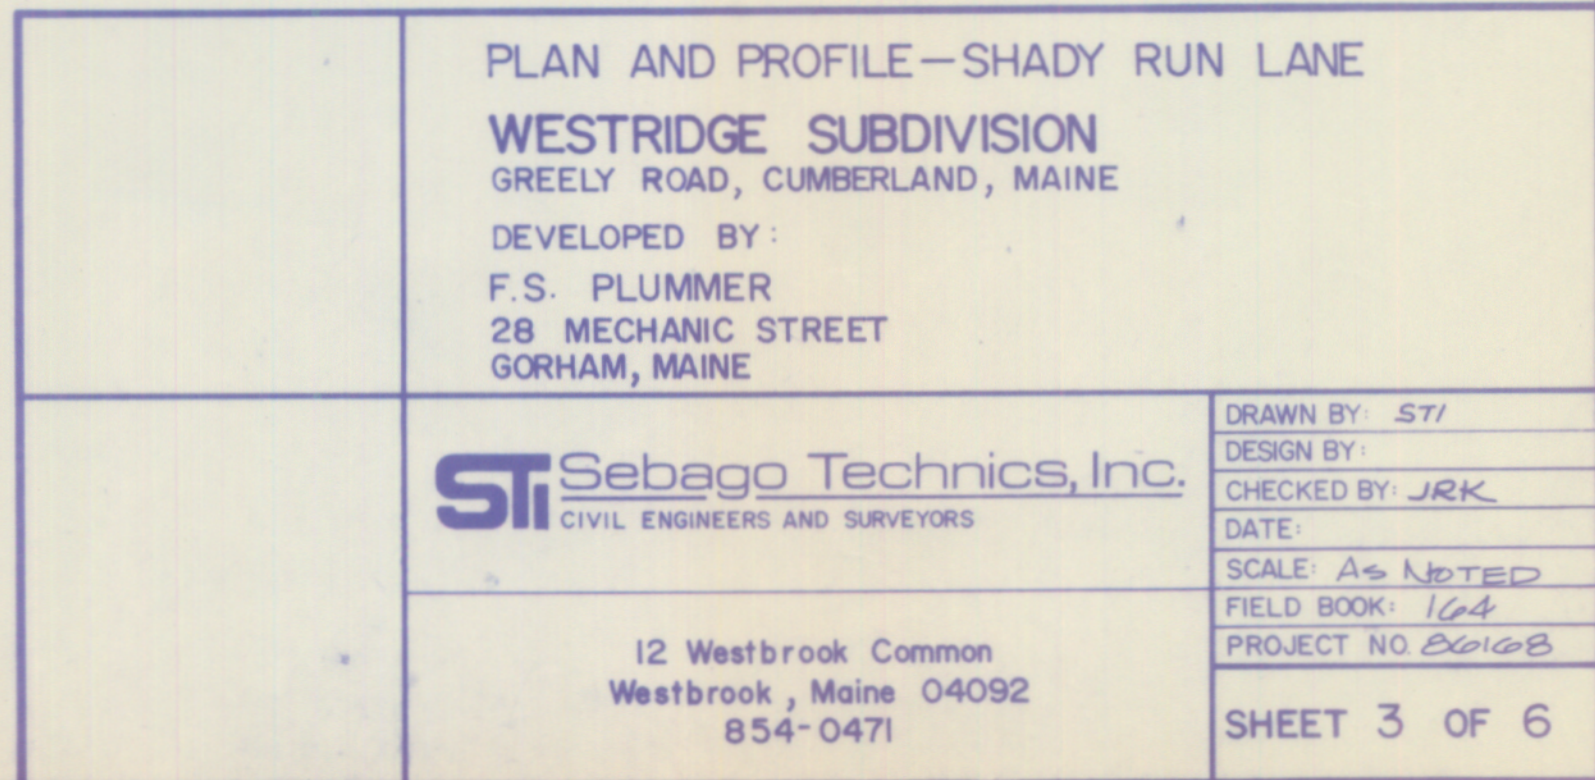 PLAN AND PROFILE—SHADY RUN LANE
WESTRIDGE SUBDIVISION
GREELY ROAD, CUMBERLAND, MAINE
DEVELOPED BY:
F.S. PLUMMER
28 MECHANIC STREET
GORHAM, MAINE
STI Sebago Technics, Inc.
CIVIL ENGINEERS AND SURVEYORS
12 Westbrook Common
Westbrook, Maine 04092
854-0471
DRAWN BY: STI
DESIGN BY:
CHECKED BY: JRK
DATE:
SCALE: AS NOTED
FIELD BOOK: 164
PROJECT NO. 86168
SHEET 3 OF 6